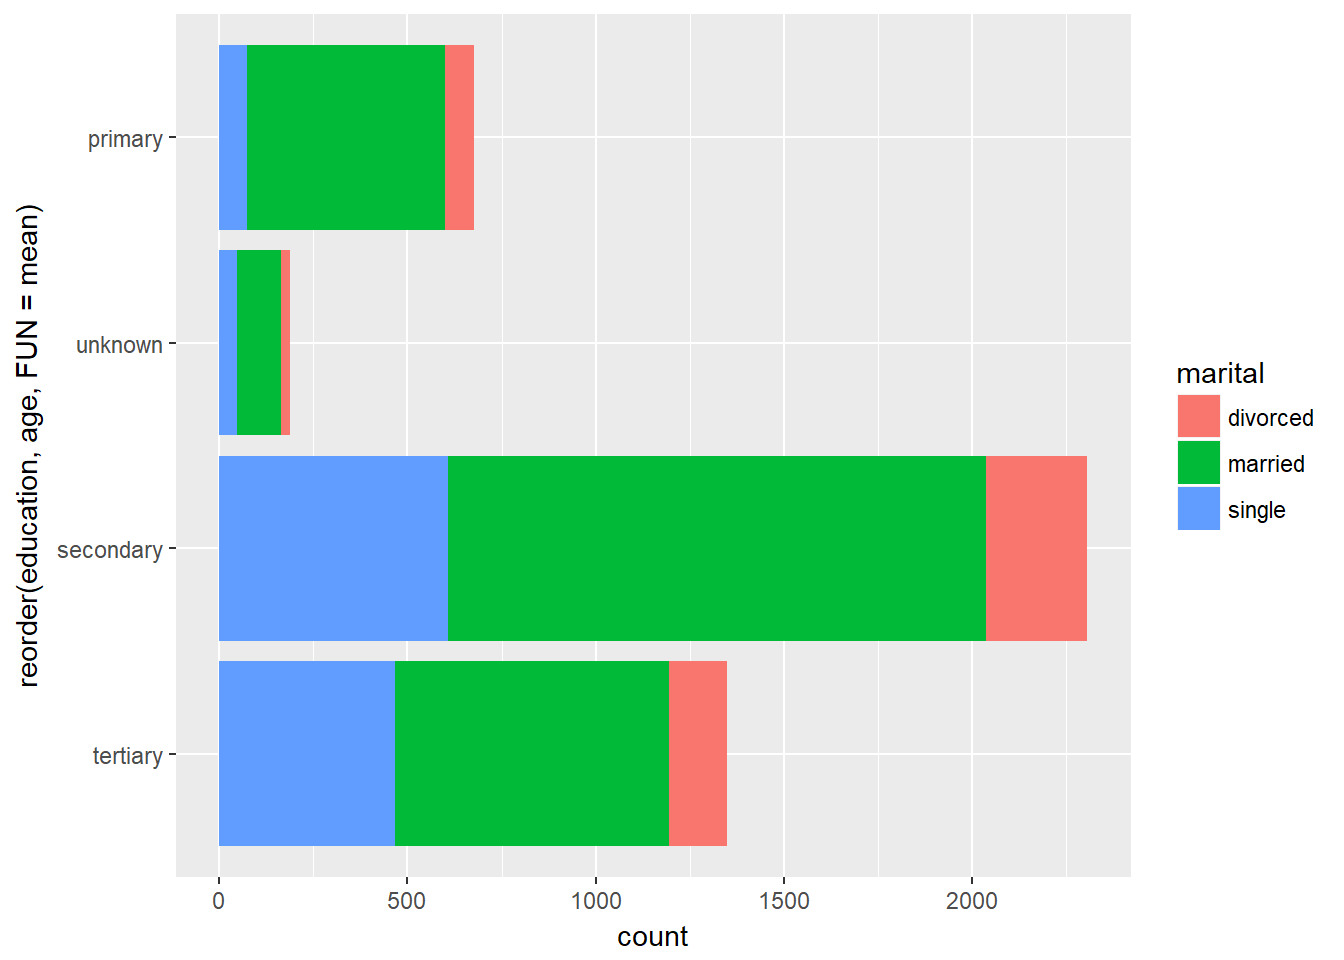 reorder(education, age, FUN = mean)
primary
unknown
secondary
tertiary
0 500 1000 1500 2000
count
marital
divorced
married
single